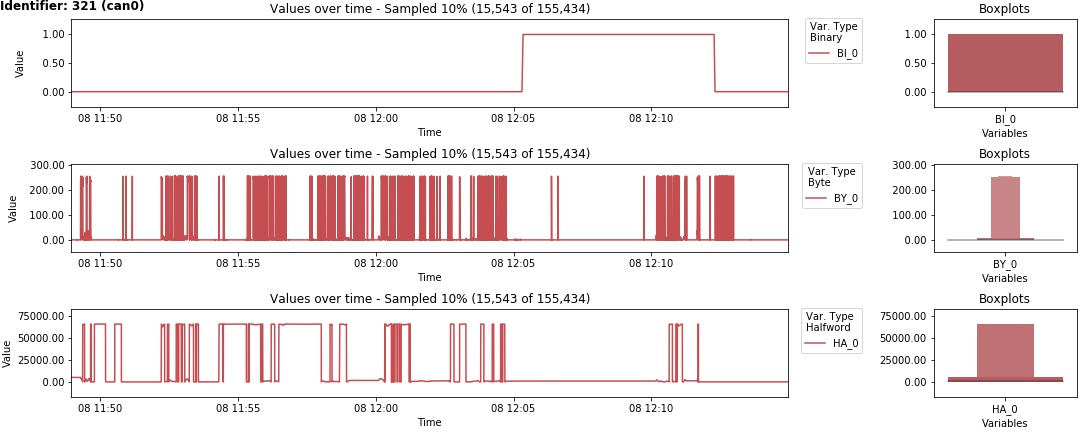 Identifier: 321 (can0)
Values over time - Sampled 10% (15,543 of 155,434)
Boxplots
Value
1.00
0.50
0.00
08 11:50
08 11:55
08 12:00
08 12:05
08 12:10
Time
Var. Type
Binary
BI_0
1.00
0.50
0.00
BI_0
Variables
Values over time - Sampled 10% (15,543 of 155,434)
Boxplots
Value
300.00
200.00
100.00
0.00
08 11:50
08 11:55
08 12:00
08 12:05
08 12:10
Time
Var. Type
Byte
BY_0
300.00
200.00
100.00
0.00
BY_0
Variables
Values over time - Sampled 10% (15,543 of 155,434)
Boxplots
Value
75000.00
50000.00
25000.00
0.00
08 11:50
08 11:55
08 12:00
08 12:05
08 12:10
Time
Var. Type
Halfword
HA_0
75000.00
50000.00
25000.00
0.00
HA_0
Variables